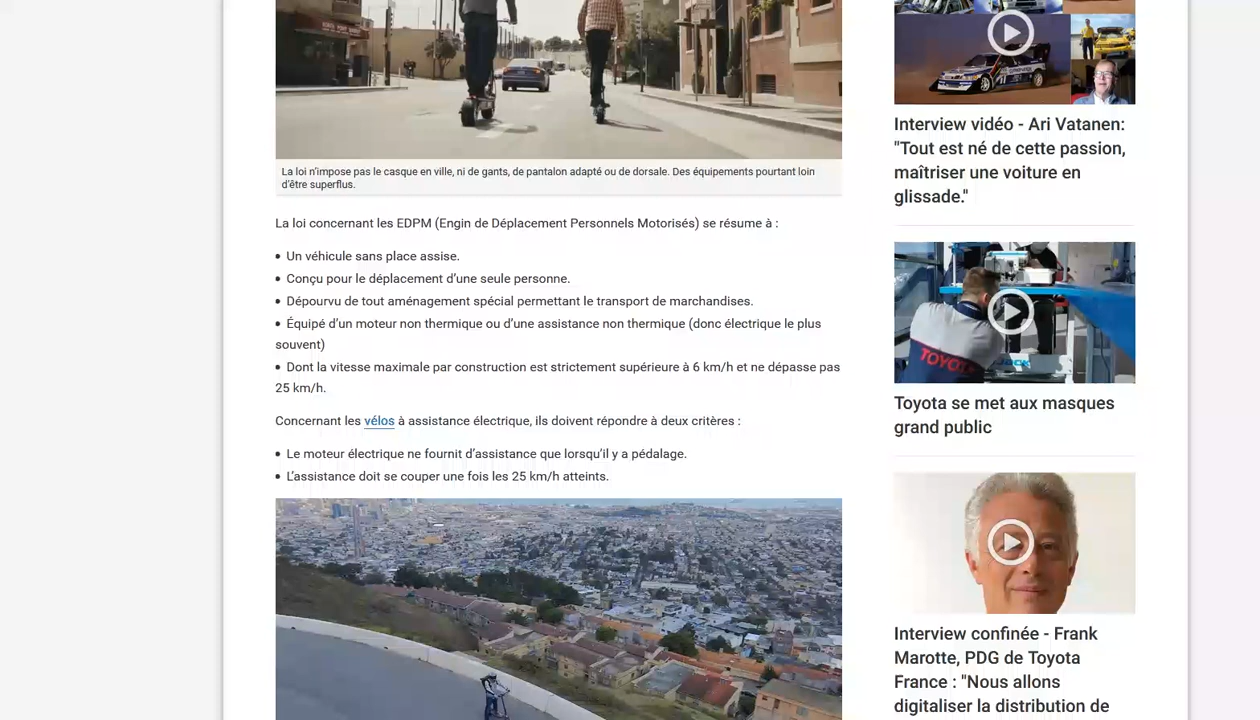 La loi n'impose pas le casque en ville, ni de gants, de pantalon adapté ou de dorsale. Des équipements pourtant loin
d'être superflus.
La loi concernant les EDPM (Engin de Déplacement Personnels Motorisés) se résume à :
• Un véhicule sans place assise.
• Conçu pour le déplacement d'une seule personne.
• Dépourvu de tout aménagement spécial permettant le transport de marchandises.
• Équipé d'un moteur non thermique ou d'une assistance non thermique (donc électrique le plus
souvent)
• Dont la vitesse maximale par construction est strictement supérieure à 6 km/h et ne dépasse pas
25 km/h.
Concernant les vélos à assistance électrique, ils doivent répondre à deux critères :
• Le moteur électrique ne fournit d'assistance que lorsqu'il y a pédalage.
• L'assistance doit se couper une fois les 25 km/h atteints.
Interview vidéo - Ari Vatanen:
"Tout est né de cette passion,
maîtriser une voiture en
glissade."
TOYOTA
Toyota se met aux masques
grand public
Interview confinée - Frank
Marotte, PDG de Toyota
France : "Nous allons
digitaliser la distribution de